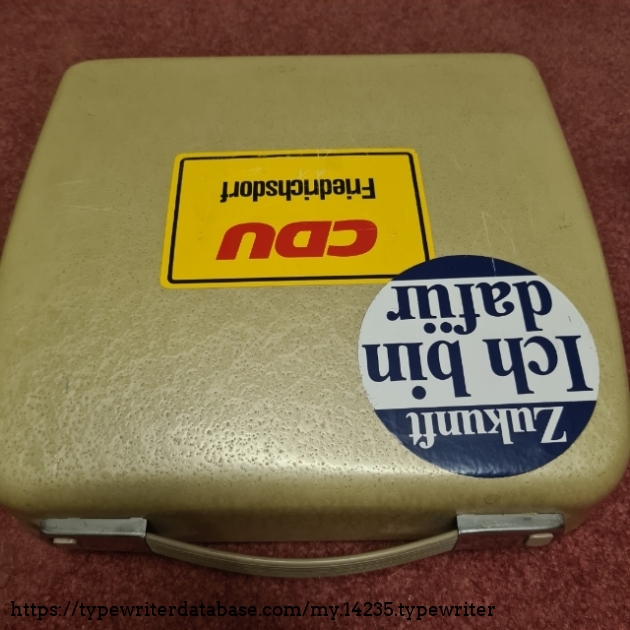 CDU
Friedrichsdorf
Zukunft
Ich bin
dafür
https://typewriterdatabase.com/my.14235.typewriter